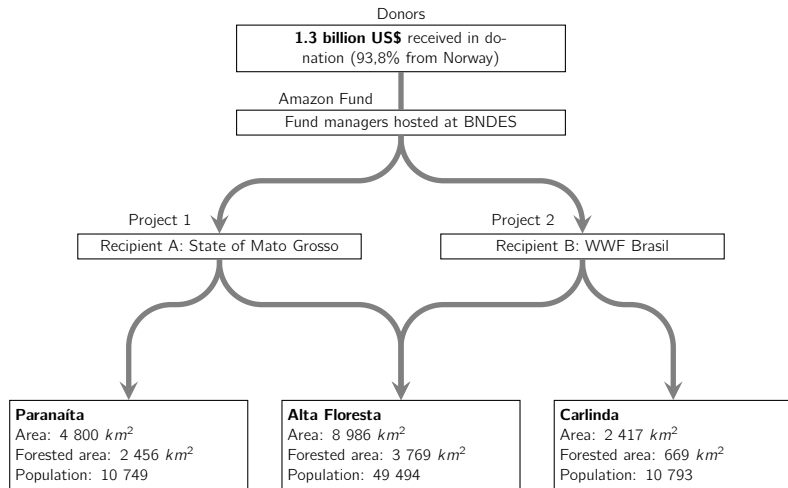 Donors
1.3 billion US$ received in do-
nation (93,8% from Norway)
Amazon Fund
Fund managers hosted at BNDES
Project 1
Recipient A: State of Mato Grosso
Project 2
Recipient B: WWF Brasil
Paranaíta
Area: 4 800 km²
Forested area: 2 456 km²
Population: 10 749
Alta Floresta
Area: 8 986 km²
Forested area: 3 769 km²
Population: 49 494
Carlinda
Area: 2 417 km²
Forested area: 669 km²
Population: 10 793